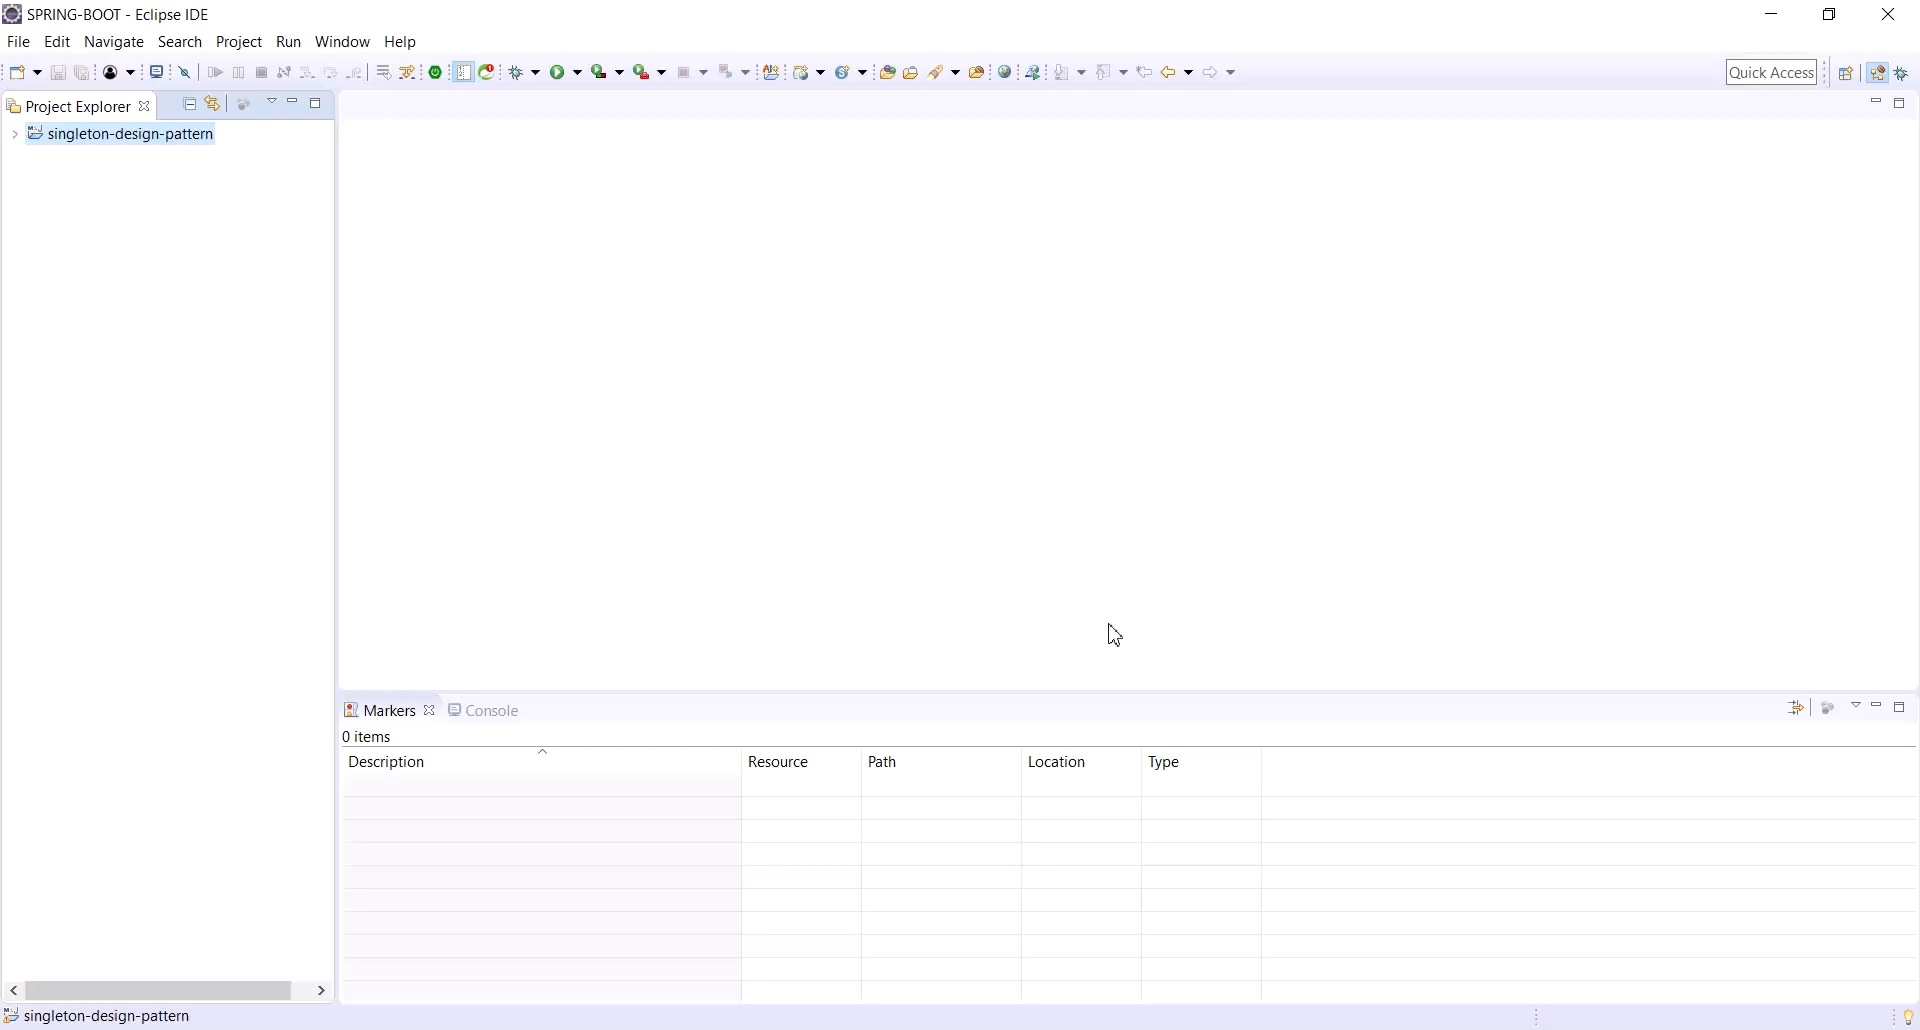 SPRING-BOOT - Eclipse IDE
File Edit Navigate Search Project Run Window Help
Quick Access
Project Explorer
singleton-design-pattern
Markers Console
0 items
Description Resource Path Location Type
singleton-design-pattern